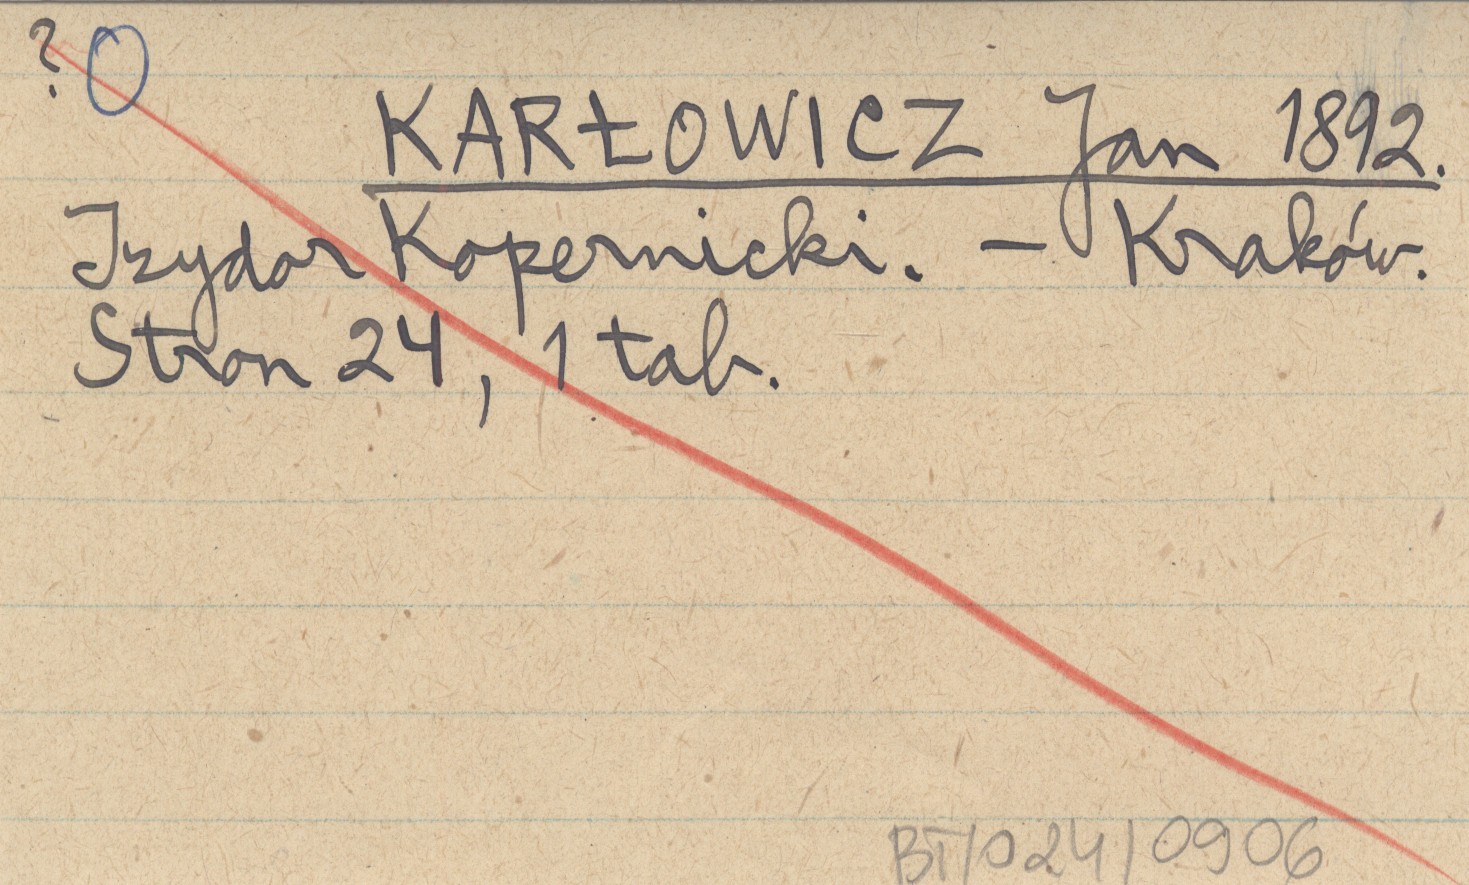 ? O
KARŁOWICZ Jan 1892.
Izydor Kopernicki. – Kraków.
Stron 24, 1 tab.
BT/024/0906